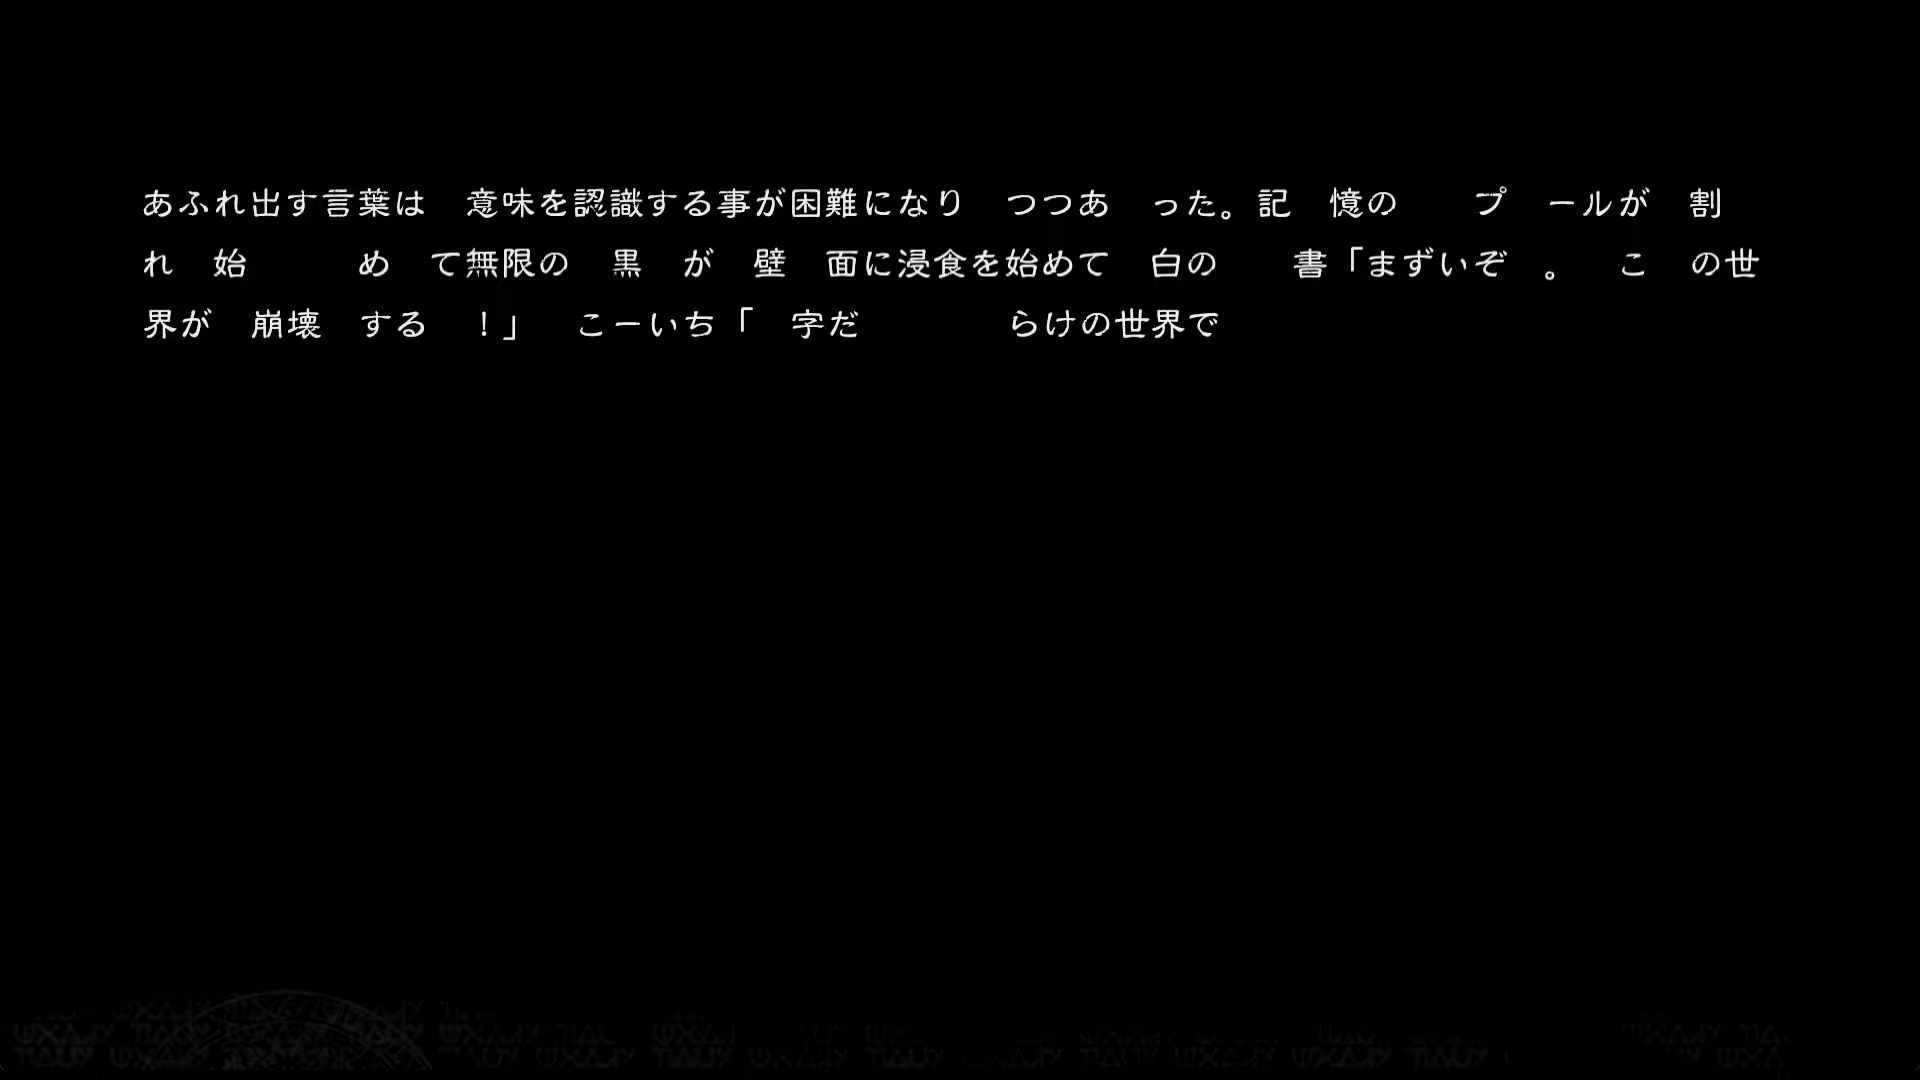 あふれ出す言葉は　意味を認識する事が困難になり　つつあ　った。記　憶の　　プ　ールが　割
れ　始　　　め　て無限の　黒　が　壁　面に浸食を始めて　白の　　書「まずいぞ　。　こ　の世
界が　崩壊　する　！」　こーいち「　字だ　　　　らけの世界で